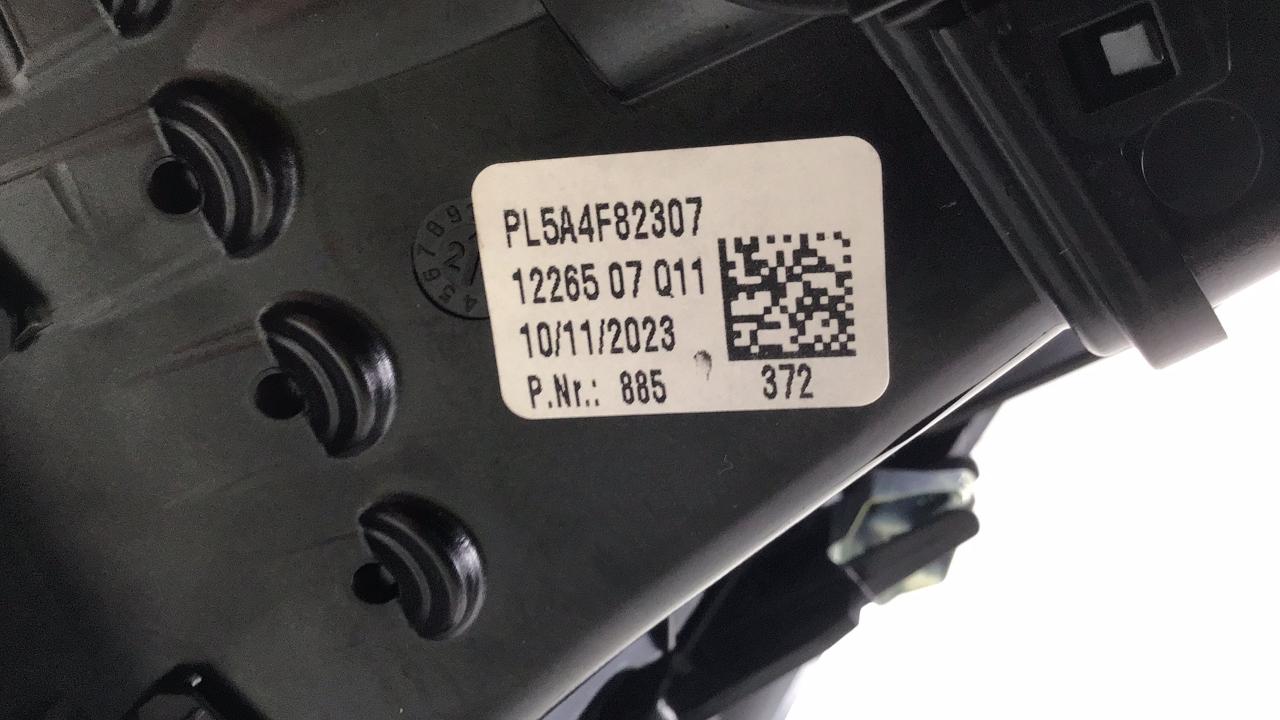 PL5A4F82307
12265 07 Q11
10/11/2023
P.Nr.: 885 372